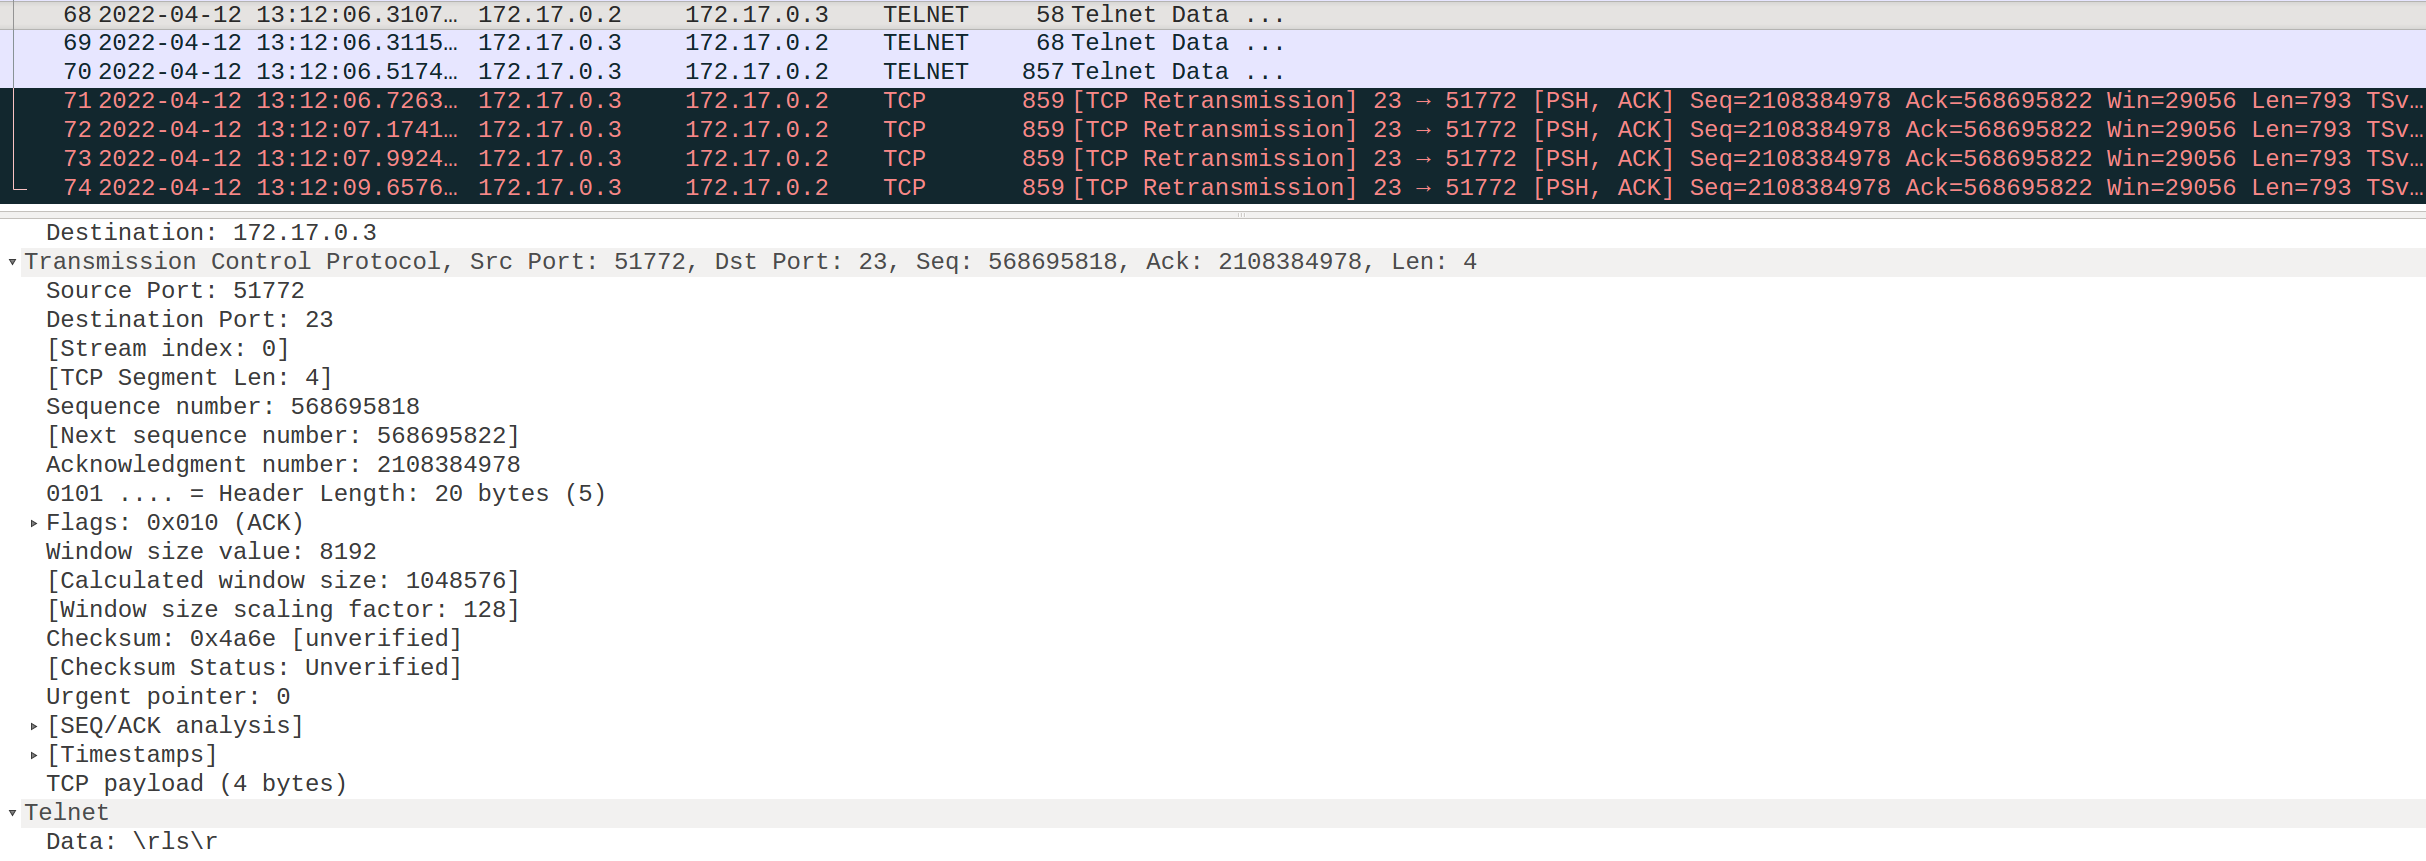 68 2022-04-12 13:12:06.3107… 172.17.0.2 172.17.0.3 TELNET 58 Telnet Data ...
69 2022-04-12 13:12:06.3115… 172.17.0.3 172.17.0.2 TELNET 68 Telnet Data ...
70 2022-04-12 13:12:06.5174… 172.17.0.3 172.17.0.2 TELNET 857 Telnet Data ...
71 2022-04-12 13:12:06.7263… 172.17.0.3 172.17.0.2 TCP 859 [TCP Retransmission] 23 → 51772 [PSH, ACK] Seq=2108384978 Ack=568695822 Win=29056 Len=793 TSv…
72 2022-04-12 13:12:07.1741… 172.17.0.3 172.17.0.2 TCP 859 [TCP Retransmission] 23 → 51772 [PSH, ACK] Seq=2108384978 Ack=568695822 Win=29056 Len=793 TSv…
73 2022-04-12 13:12:07.9924… 172.17.0.3 172.17.0.2 TCP 859 [TCP Retransmission] 23 → 51772 [PSH, ACK] Seq=2108384978 Ack=568695822 Win=29056 Len=793 TSv…
74 2022-04-12 13:12:09.6576… 172.17.0.3 172.17.0.2 TCP 859 [TCP Retransmission] 23 → 51772 [PSH, ACK] Seq=2108384978 Ack=568695822 Win=29056 Len=793 TSv…
Destination: 172.17.0.3
Transmission Control Protocol, Src Port: 51772, Dst Port: 23, Seq: 568695818, Ack: 2108384978, Len: 4
Source Port: 51772
Destination Port: 23
[Stream index: 0]
[TCP Segment Len: 4]
Sequence number: 568695818
[Next sequence number: 568695822]
Acknowledgment number: 2108384978
0101 .... = Header Length: 20 bytes (5)
Flags: 0x010 (ACK)
Window size value: 8192
[Calculated window size: 1048576]
[Window size scaling factor: 128]
Checksum: 0x4a6e [unverified]
[Checksum Status: Unverified]
Urgent pointer: 0
[SEQ/ACK analysis]
[Timestamps]
TCP payload (4 bytes)
Telnet
Data: \rls\r